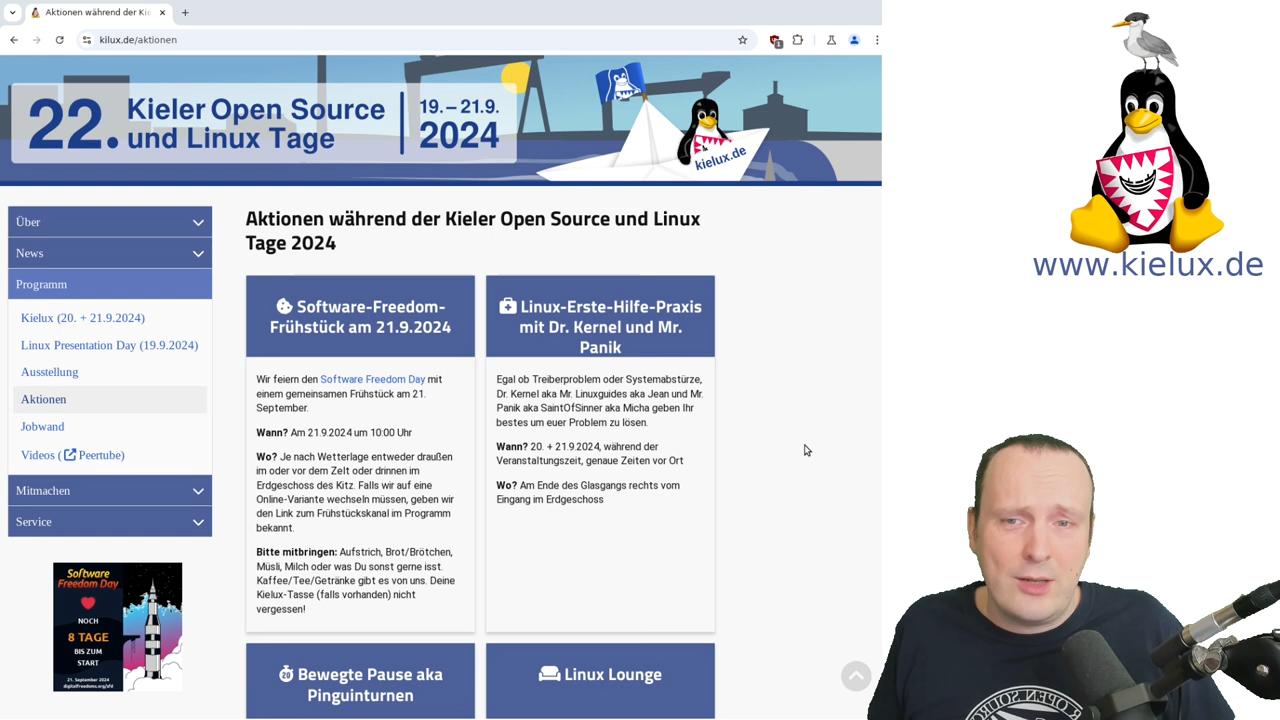 Aktionen während der Kie
kilux.de/aktionen
22. Kieler Open Source
und Linux Tage
19. – 21.9.
2024
kielux.de
www.kielux.de
Über
News
Programm
Kielux (20. + 21.9.2024)
Linux Presentation Day (19.9.2024)
Ausstellung
Aktionen
Jobwand
Videos ( Peertube)
Mitmachen
Service
Software
Freedom Day
NOCH
8 TAGE
BIS ZUM
START
21. September 2024
digitalfreedoms.org/sfd
Aktionen während der Kieler Open Source und Linux
Tage 2024
Software-Freedom-
Frühstück am 21.9.2024
Wir feiern den Software Freedom Day mit
einem gemeinsamen Frühstück am 21.
September.
Wann? Am 21.9.2024 um 10:00 Uhr
Wo? Je nach Wetterlage entweder draußen
im oder vor dem Zelt oder drinnen im
Erdgeschoss des Kitz. Falls wir auf eine
Online-Variante wechseln müssen, geben wir
den Link zum Frühstückskanal im Programm
bekannt.
Bitte mitbringen: Aufstrich, Brot/Brötchen,
Müsli, Milch oder was Du sonst gerne isst.
Kaffee/Tee/Getränke gibt es von uns. Deine
Kielux-Tasse (falls vorhanden) nicht
vergessen!
Linux-Erste-Hilfe-Praxis
mit Dr. Kernel und Mr.
Panik
Egal ob Treiberproblem oder Systemabstürze,
Dr. Kernel aka Mr. Linuxguides aka Jean und Mr.
Panik aka SaintOfSinner aka Micha geben Ihr
bestes um euer Problem zu lösen.
Wann? 20. + 21.9.2024, während der
Veranstaltungszeit, genaue Zeiten vor Ort
Wo? Am Ende des Glasgangs rechts vom
Eingang im Erdgeschoss
20 Bewegte Pause aka
Pinguinturnen
Linux Lounge